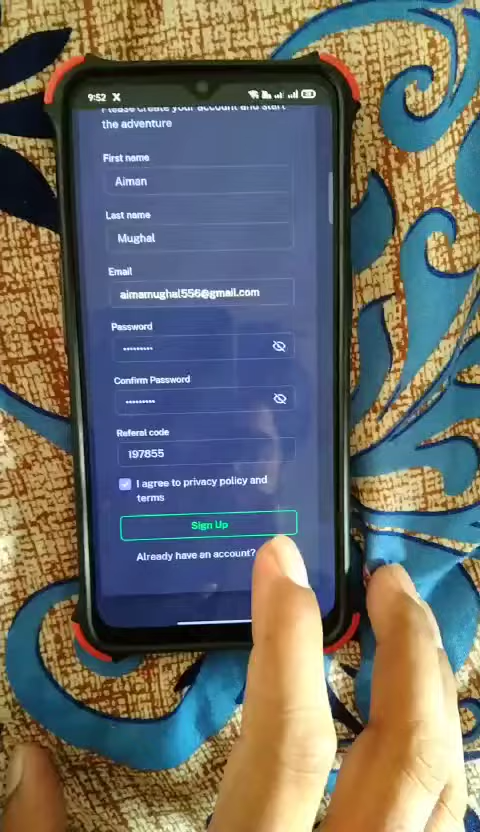 9:52 X
Please create your account and start
the adventure
First name
Aiman
Last name
Mughal
Email
aimamughal556@gmail.com
Password
Confirm Password
Referal code
197855
I agree to privacy policy and
terms
Sign Up
Already have an account?